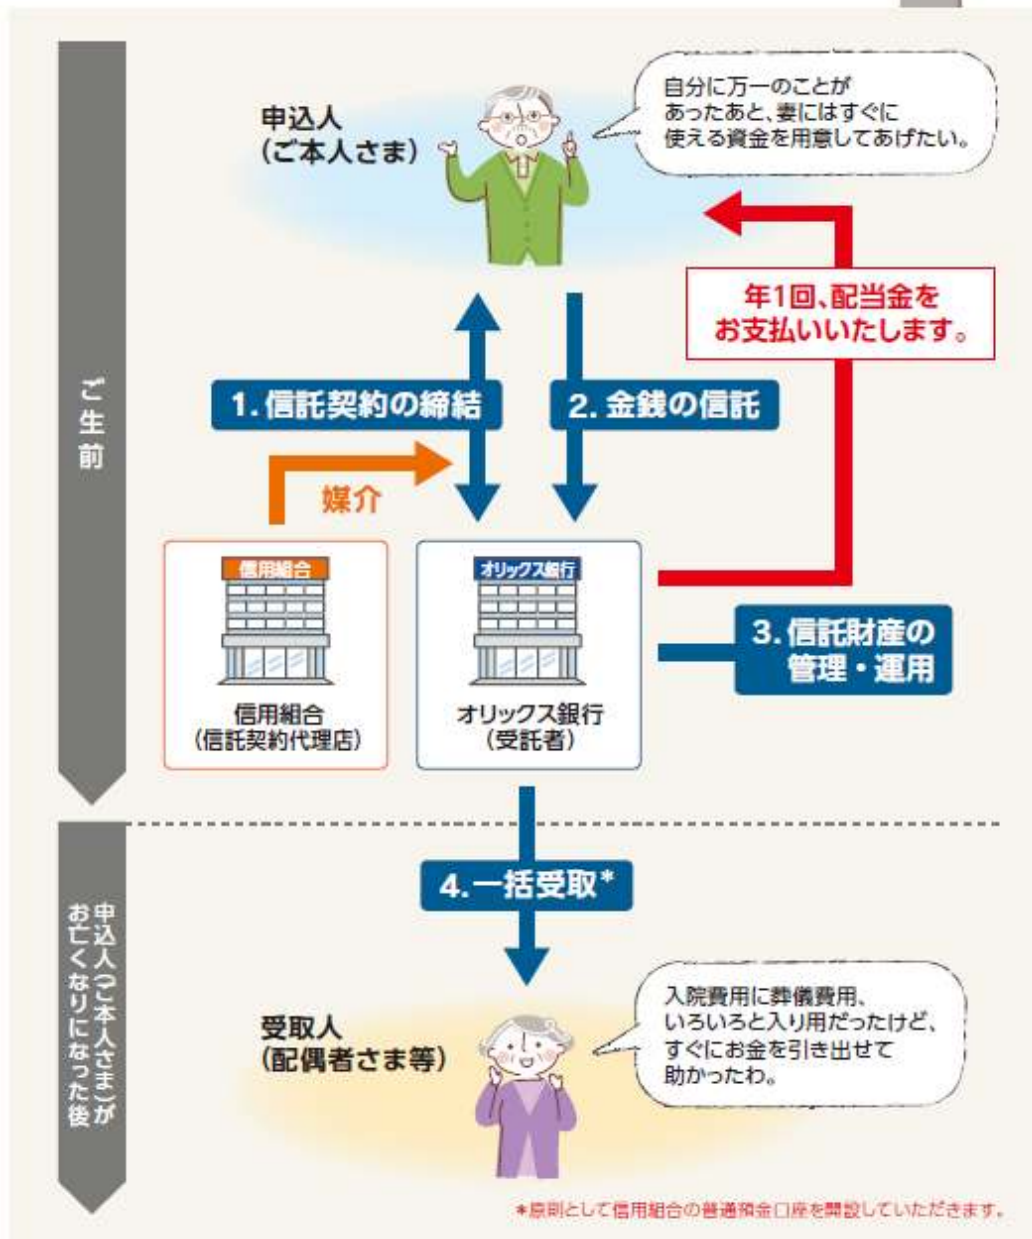 ご生前
申込人
(ご本人さま)
自分に万一のことが
あったあと、妻にはすぐに
使える資金を用意してあげたい。
年1回、配当金を
お支払いいたします。
1.信託契約の締結
2.金銭の信託
媒介
信用組合
信用組合
(信託契約代理店)
オリックス銀行
オリックス銀行
(受託者)
3.信託財産の
管理・運用
申込人(ご本人さま)が
お亡くなりになった後
4.一括受取*
受取人
(配偶者さま等)
入院費用に葬儀費用、
いろいろと入り用だったけど、
すぐにお金を引き出せて
助かったわ。
*原則として信用組合の普通預金口座を開設していただきます。